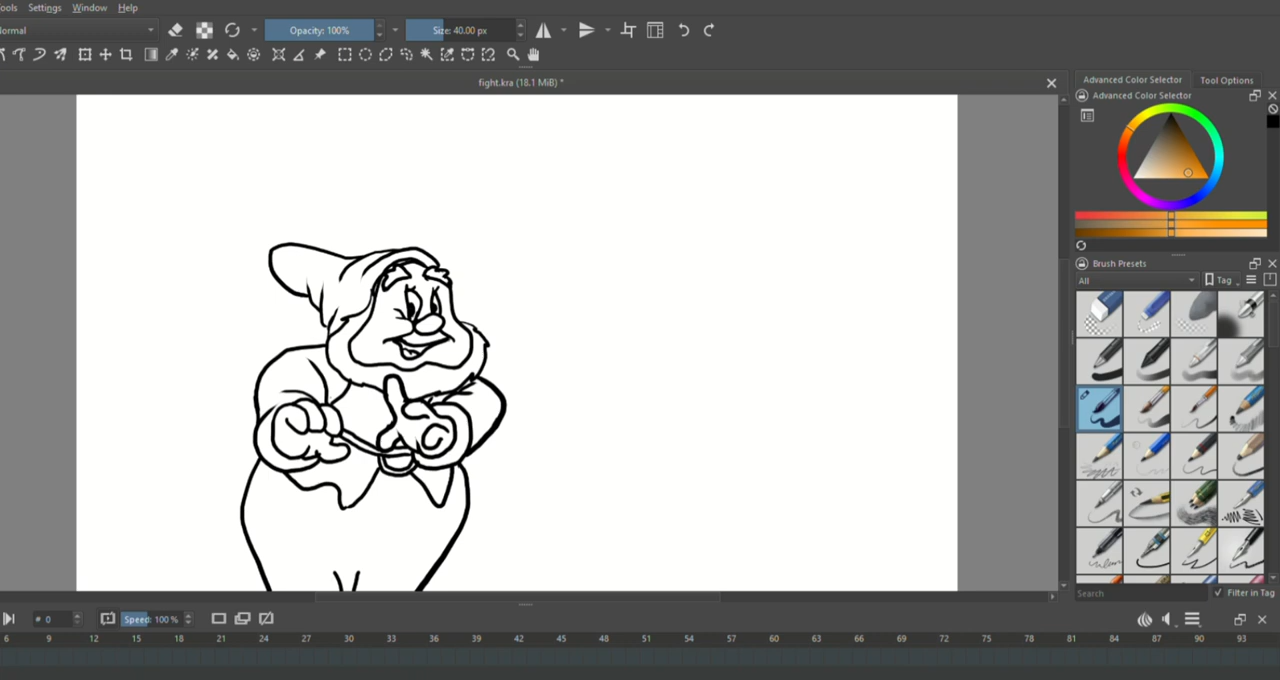 ools Settings Window Help
ormal Opacity: 100% Size: 40.00 px
fight.kra (18.1 MiB) *
Advanced Color Selector Tool Options
Advanced Color Selector
Brush Presets
All Tag
Search Filter in Tag
# 0 Speed: 100 %
6 9 12 15 18 21 24 27 30 33 36 39 42 45 48 51 54 57 60 63 66 69 72 75 78 81 84 87 90 93